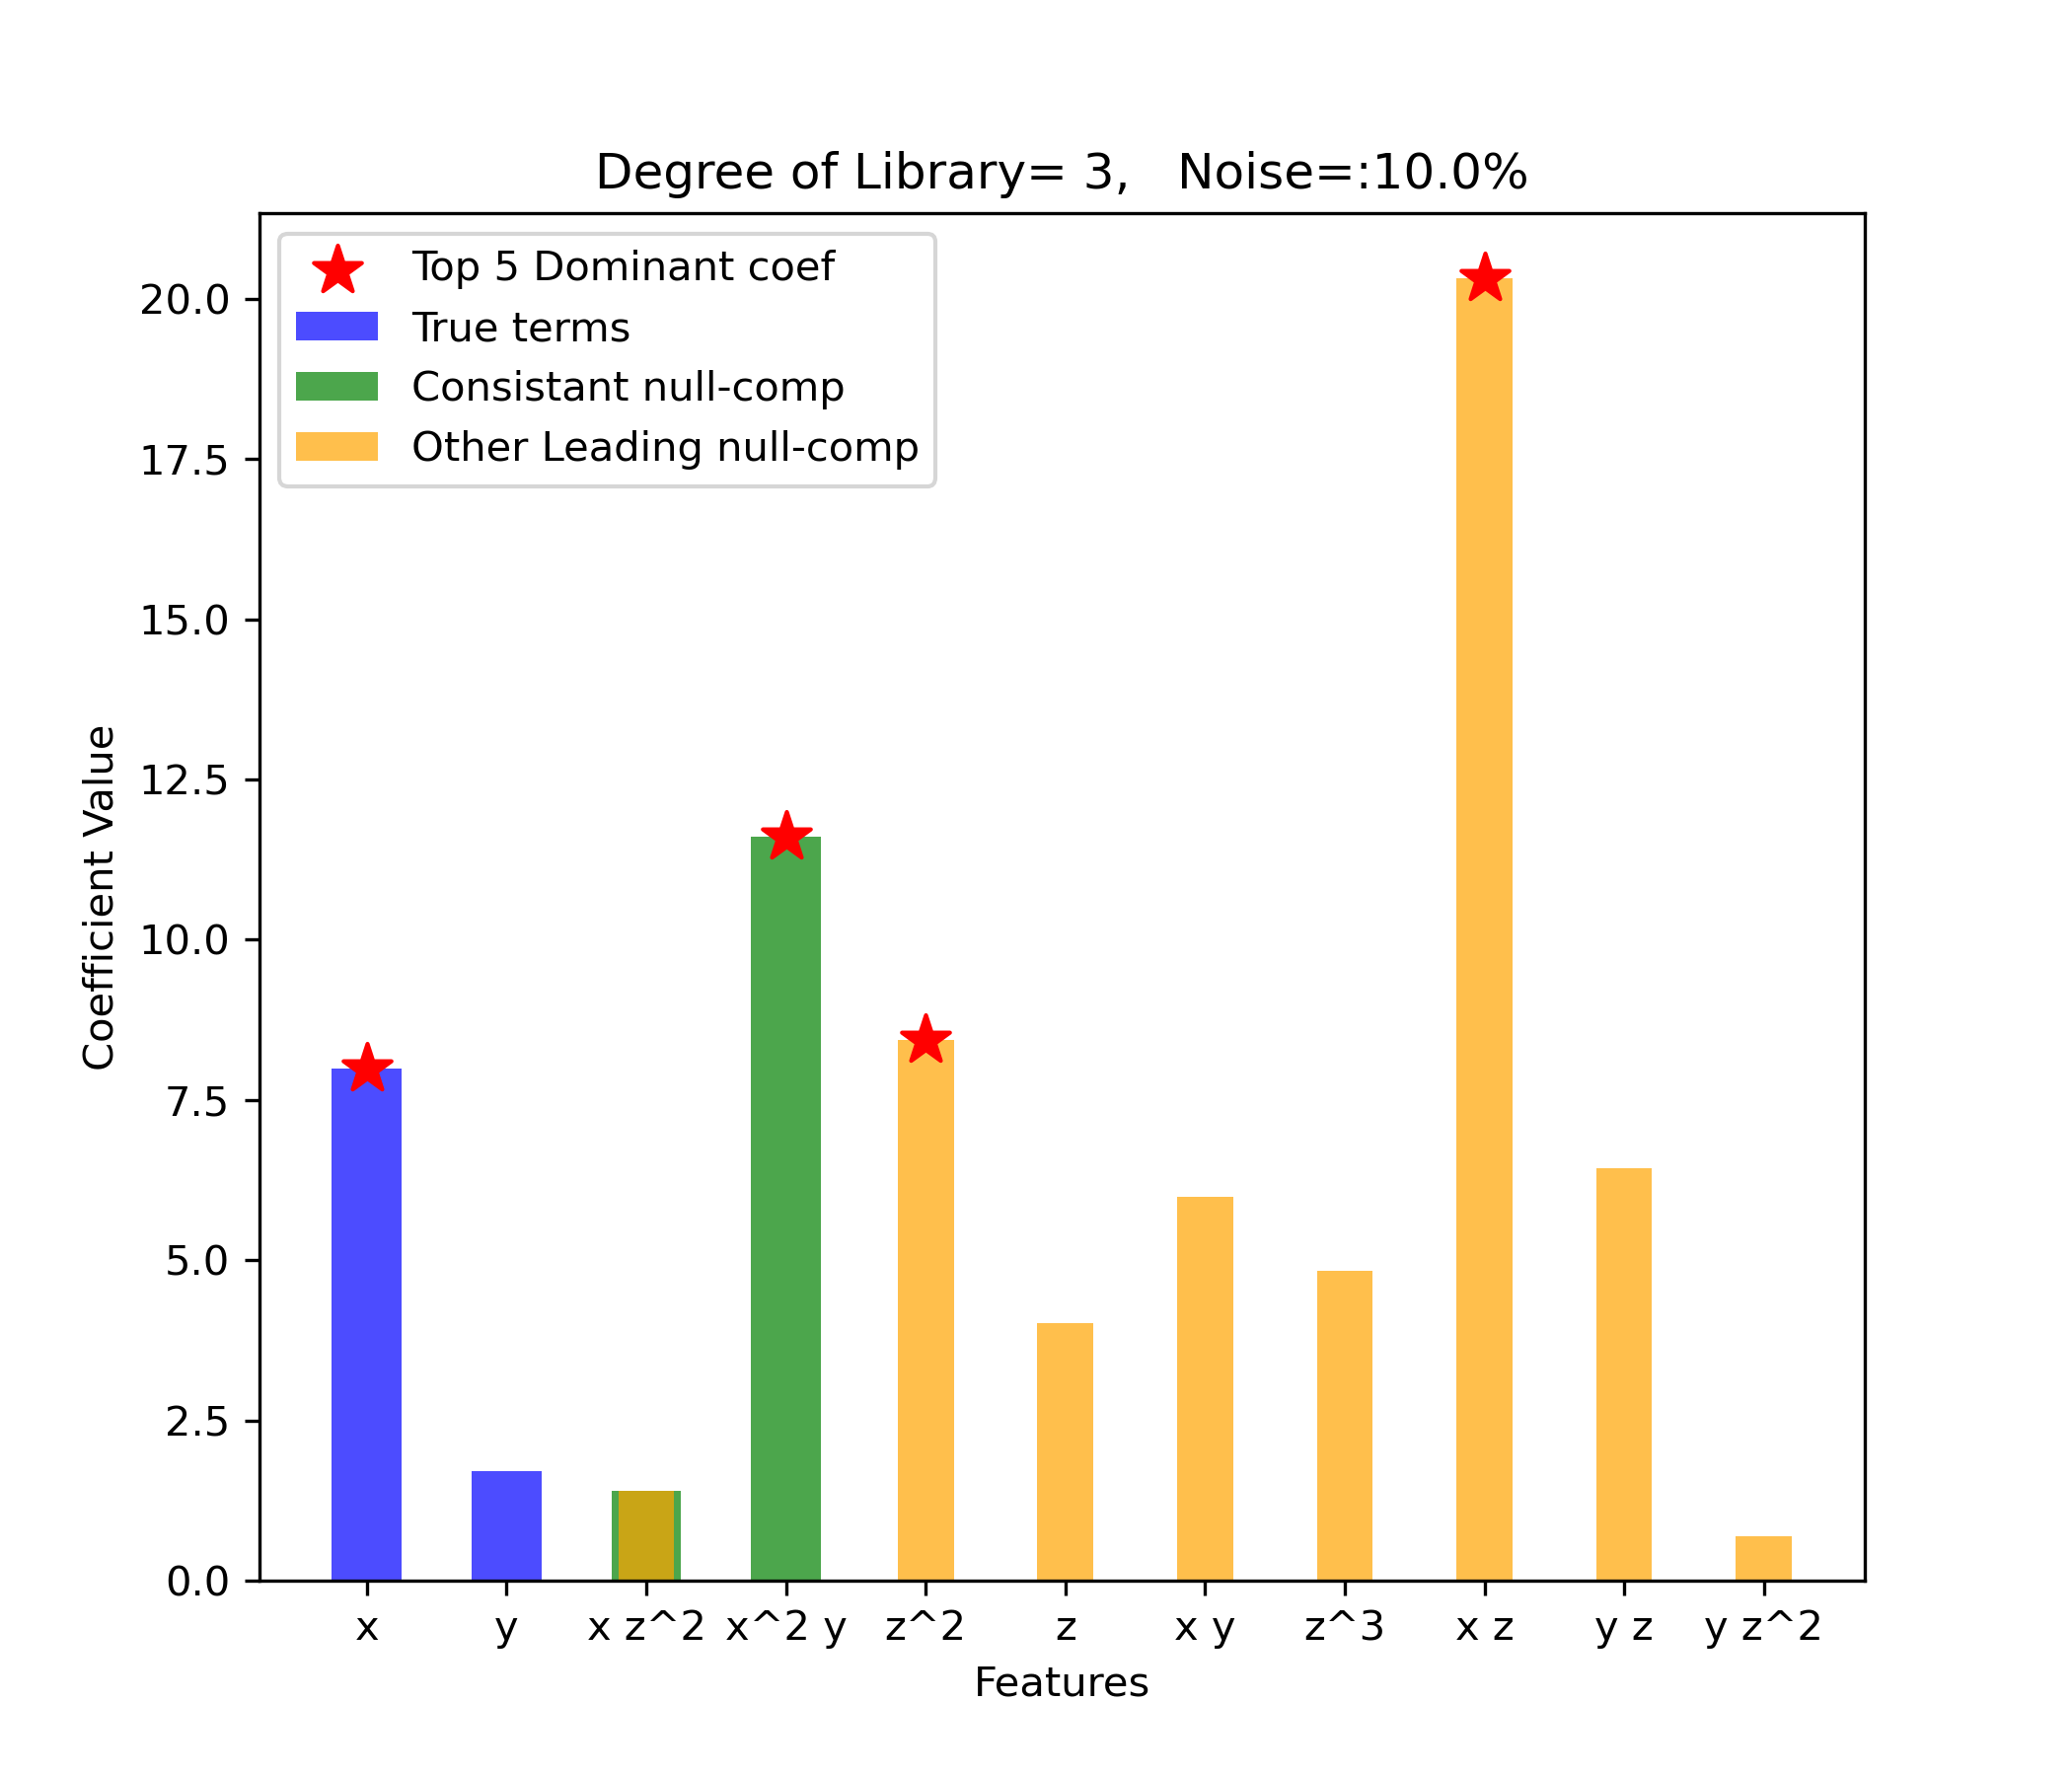 Degree of Library= 3,   Noise=:10.0%
Top 5 Dominant coef
True terms
Consistant null-comp
Other Leading null-comp
20.0
17.5
15.0
12.5
10.0
7.5
5.0
2.5
0.0
Coefficient Value
x y x z^2 x^2 y z^2 z x y z^3 x z y z y z^2
Features